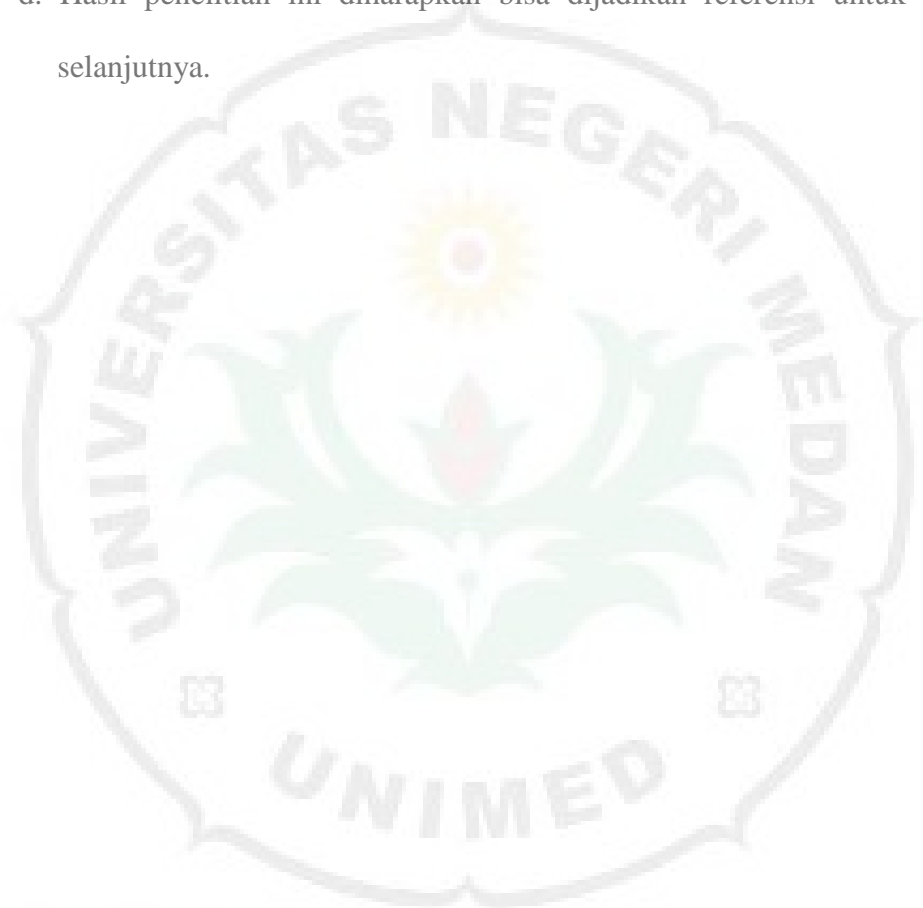 d. Hasil penelitian ini diharapkan bisa dijadikan referensi untuk
selanjutnya.
UNIVERSITAS NEGERI MEDAN
UNIMED